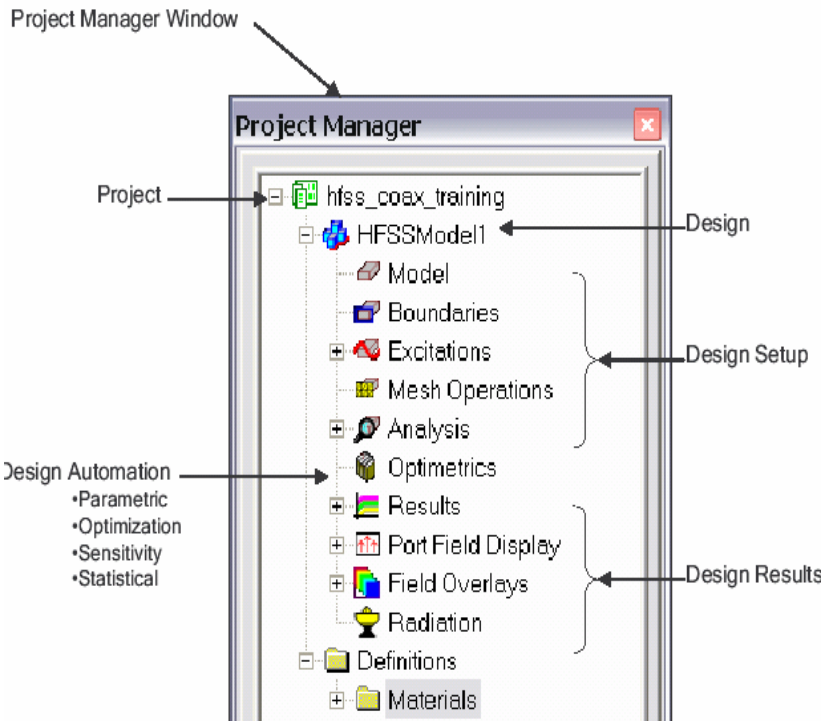 Project Manager Window
Project Manager
Project
hfss_coax_training
HFSSModel1
Design
Model
Boundaries
Excitations
Design Setup
Mesh Operations
Analysis
Optimetrics
Design Automation
•Parametric
•Optimization
•Sensitivity
•Statistical
Results
Port Field Display
Field Overlays
Design Results
Radiation
Definitions
Materials